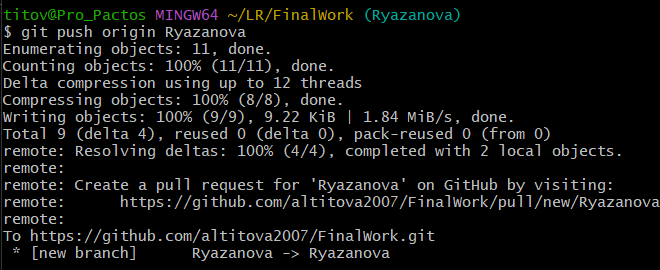 titov@Pro_Pactos MINGW64 ~/LR/FinalWork (Ryazanova)
$ git push origin Ryazanova
Enumerating objects: 11, done.
Counting objects: 100% (11/11), done.
Delta compression using up to 12 threads
Compressing objects: 100% (8/8), done.
Writing objects: 100% (9/9), 9.22 KiB | 1.84 MiB/s, done.
Total 9 (delta 4), reused 0 (delta 0), pack-reused 0 (from 0)
remote: Resolving deltas: 100% (4/4), completed with 2 local objects.
remote:
remote: Create a pull request for 'Ryazanova' on GitHub by visiting:
remote:      https://github.com/altitova2007/FinalWork/pull/new/Ryazanova
remote:
To https://github.com/altitova2007/FinalWork.git
 * [new branch]      Ryazanova -> Ryazanova